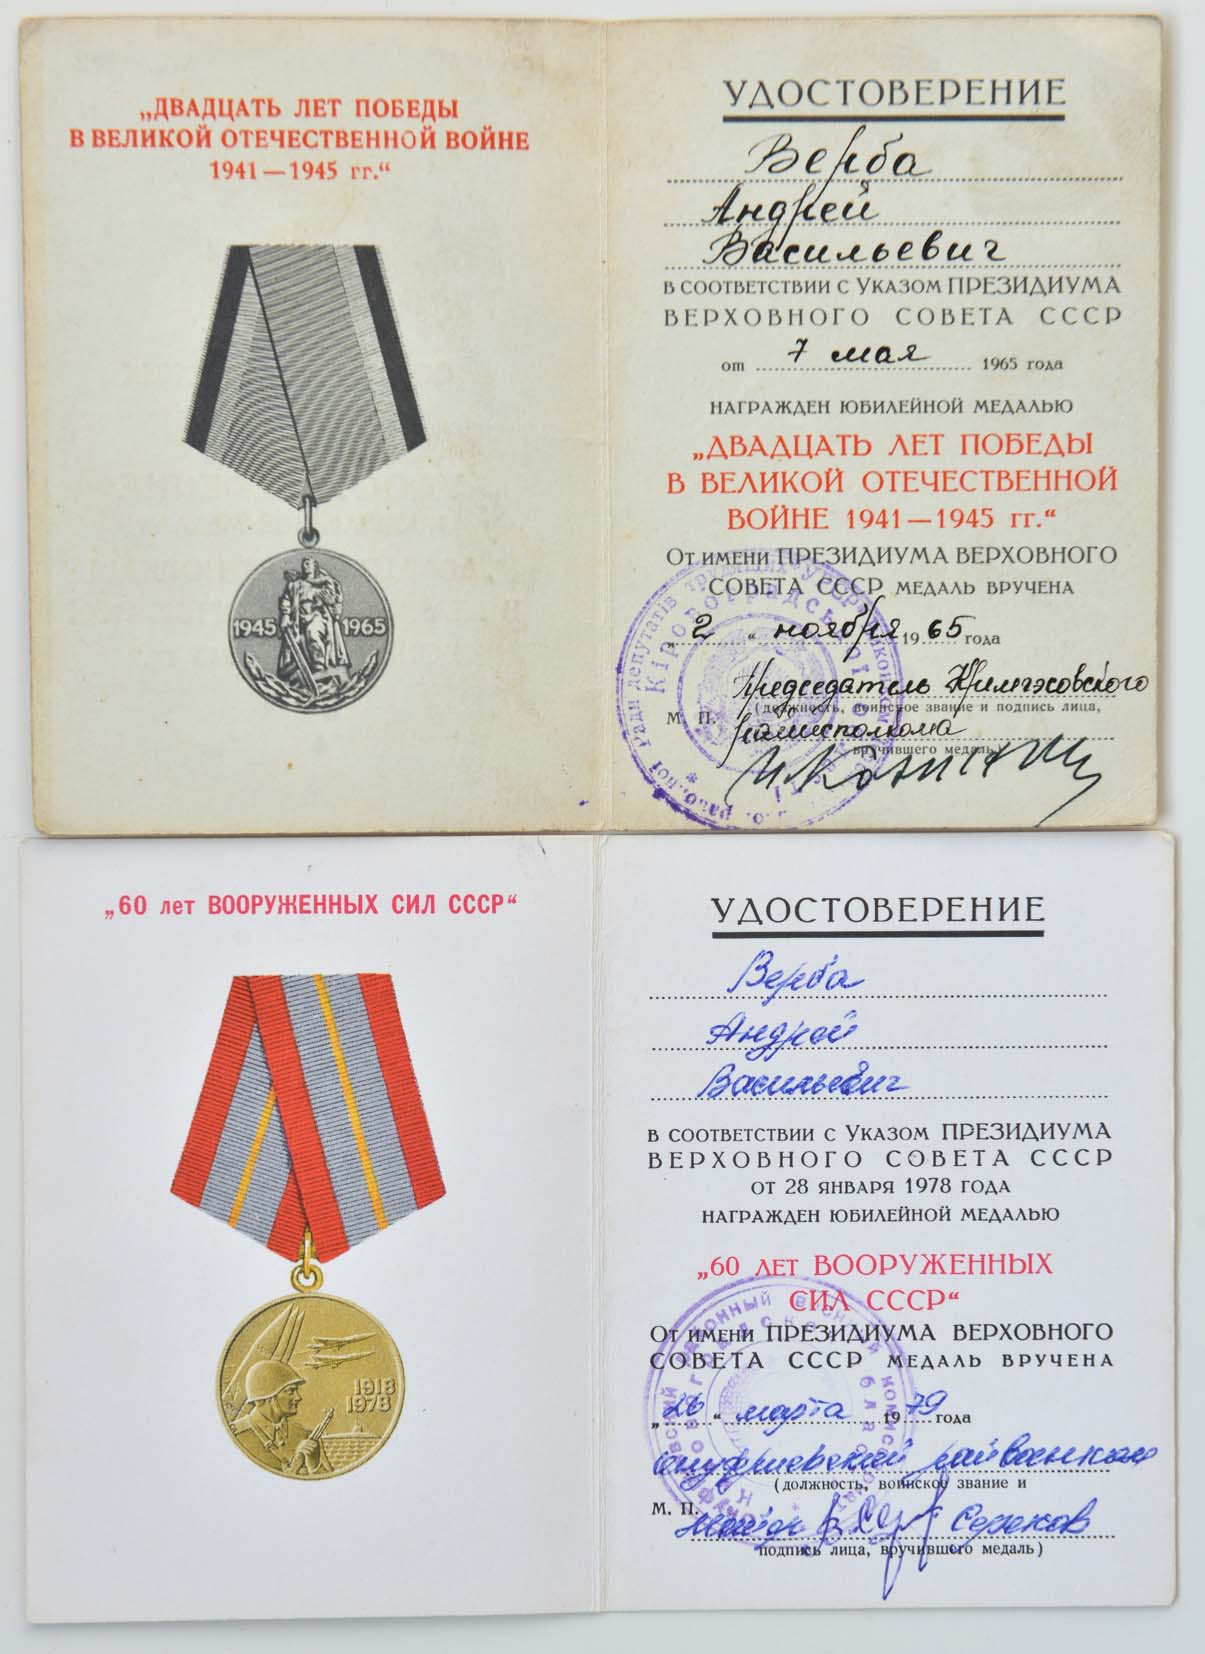 „ДВАДЦАТЬ ЛЕТ ПОБЕДЫ
В ВЕЛИКОЙ ОТЕЧЕСТВЕННОЙ ВОЙНЕ
1941—1945 гг.“
1945 1965
УДОСТОВЕРЕНИЕ
Верба
Андрей
Васильевич
В СООТВЕТСТВИИ С УКАЗОМ ПРЕЗИДИУМА
ВЕРХОВНОГО СОВЕТА СССР
от 7 мая 1965 года
НАГРАЖДЕН ЮБИЛЕЙНОЙ МЕДАЛЬЮ
„ДВАДЦАТЬ ЛЕТ ПОБЕДЫ
В ВЕЛИКОЙ ОТЕЧЕСТВЕННОЙ
ВОЙНЕ 1941—1945 гг.“
ОТ ИМЕНИ ПРЕЗИДИУМА ВЕРХОВНОГО
СОВЕТА СССР МЕДАЛЬ ВРУЧЕНА
„2“ ноября 1965 года
Председатель
(должность, воинское звание и подпись лица,
М. П.
вручившего медаль)
„60 лет ВООРУЖЕННЫХ СИЛ СССР“
1918
1978
УДОСТОВЕРЕНИЕ
Верба
Андрей
Васильевич
В СООТВЕТСТВИИ С УКАЗОМ ПРЕЗИДИУМА
ВЕРХОВНОГО СОВЕТА СССР
ОТ 28 ЯНВАРЯ 1978 ГОДА
НАГРАЖДЕН ЮБИЛЕЙНОЙ МЕДАЛЬЮ
„60 ЛЕТ ВООРУЖЕННЫХ
СИЛ СССР“
ОТ ИМЕНИ ПРЕЗИДИУМА ВЕРХОВНОГО
СОВЕТА СССР МЕДАЛЬ ВРУЧЕНА
„26“ марта 1979 года
Онуфриевский райвоенком
(должность, воинское звание и
М. П.
подпись лица, вручившего медаль)